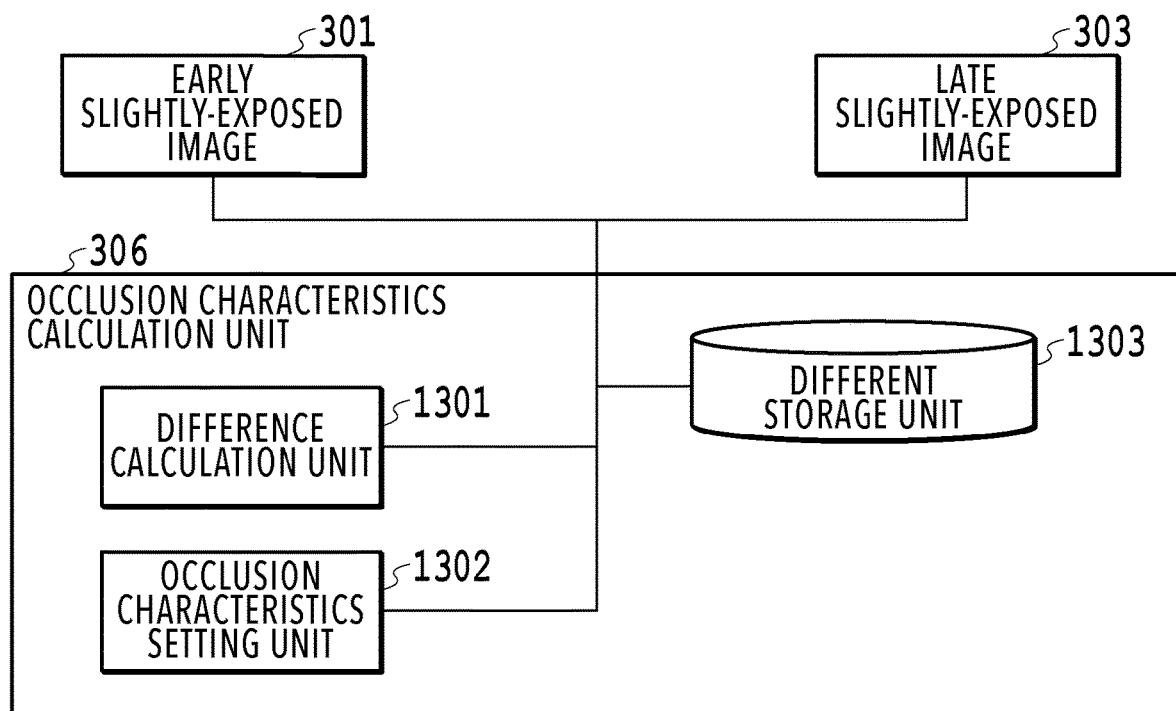 301
EARLY
SLIGHTLY-EXPOSED
IMAGE
303
LATE
SLIGHTLY-EXPOSED
IMAGE
306
OCCLUSION CHARACTERISTICS
CALCULATION UNIT
1301
DIFFERENCE
CALCULATION UNIT
1303
DIFFERENT
STORAGE UNIT
1302
OCCLUSION
CHARACTERISTICS
SETTING UNIT